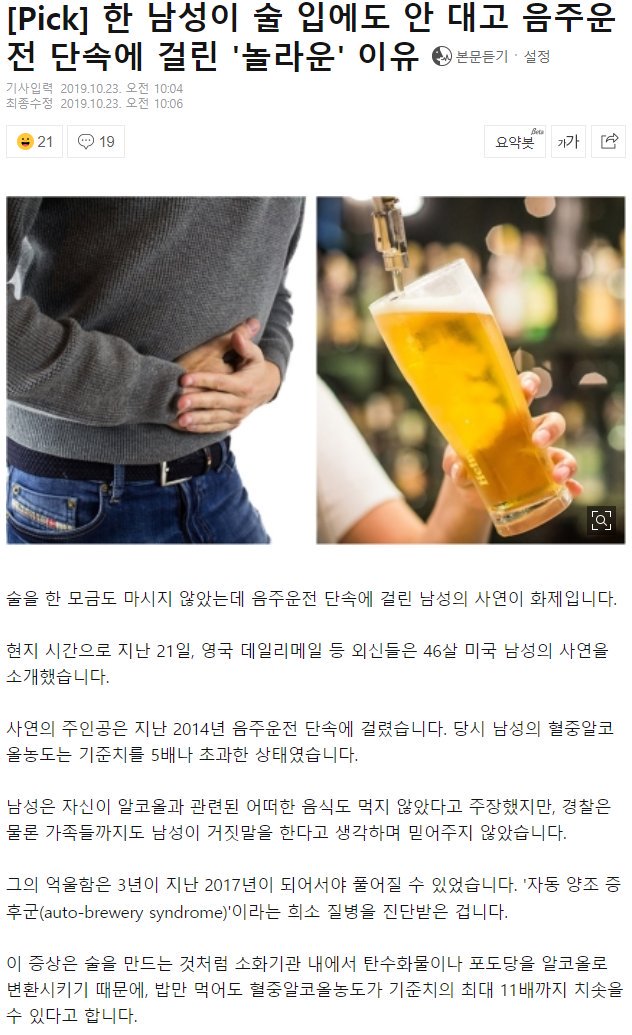 [Pick] 한 남성이 술 입에도 안 대고 음주운
전 단속에 걸린 '놀라운' 이유 본문듣기 · 설정
기사입력 2019.10.23. 오전 10:04
최종수정 2019.10.23. 오전 10:06
21 19 요약봇 Beta 가가
술을 한 모금도 마시지 않았는데 음주운전 단속에 걸린 남성의 사연이 화제입니다.
현지 시간으로 지난 21일, 영국 데일리메일 등 외신들은 46살 미국 남성의 사연을
소개했습니다.
사연의 주인공은 지난 2014년 음주운전 단속에 걸렸습니다. 당시 남성의 혈중알코
올농도는 기준치를 5배나 초과한 상태였습니다.
남성은 자신이 알코올과 관련된 어떠한 음식도 먹지 않았다고 주장했지만, 경찰은
물론 가족들까지도 남성이 거짓말을 한다고 생각하며 믿어주지 않았습니다.
그의 억울함은 3년이 지난 2017년이 되어서야 풀어질 수 있었습니다. '자동 양조 증
후군(auto-brewery syndrome)'이라는 희소 질병을 진단받은 겁니다.
이 증상은 술을 만드는 것처럼 소화기관 내에서 탄수화물이나 포도당을 알코올로
변환시키기 때문에, 밥만 먹어도 혈중알코올농도가 기준치의 최대 11배까지 치솟을
수 있다고 합니다.